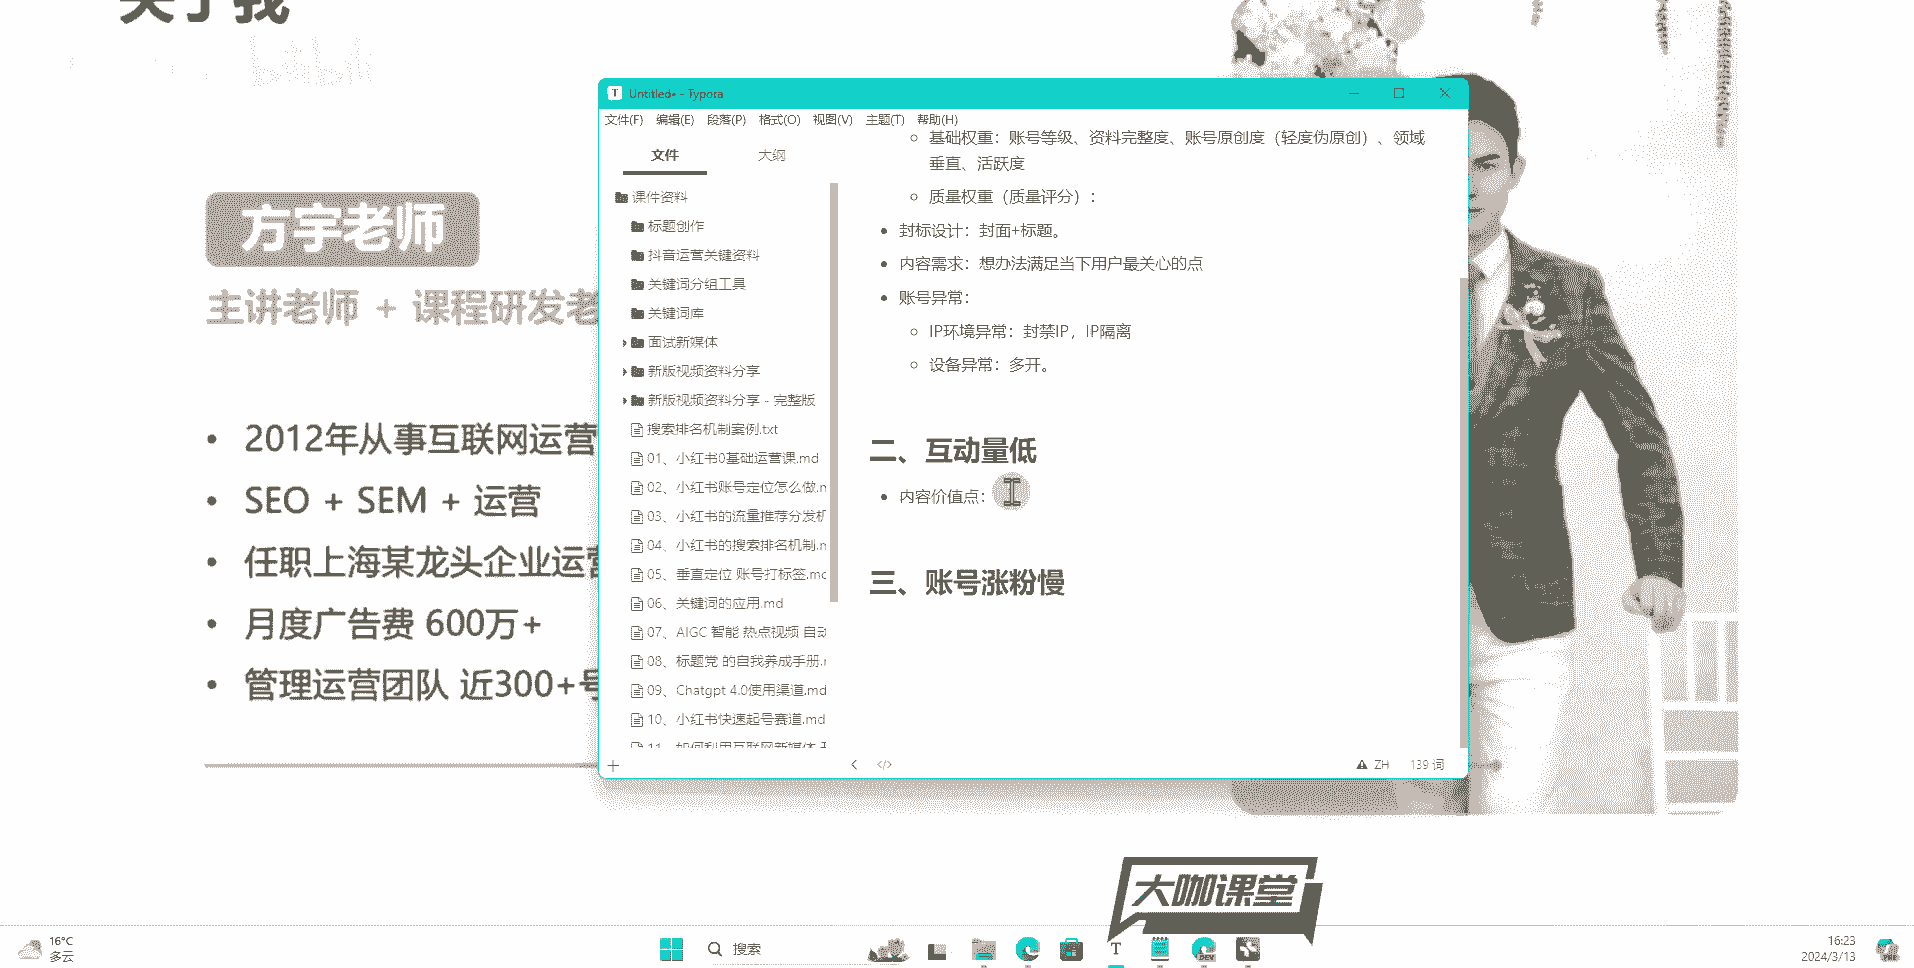 关于我
bilibili
方宇老师
主讲老师 + 课程研发老
2012年从事互联网运营
SEO + SEM + 运营
任职上海某龙头企业运营
月度广告费 600万+
管理运营团队 近300+号
Untitled• - Typora
文件(F) 编辑(E) 段落(P) 格式(O) 视图(V) 主题(T) 帮助(H)
文件 大纲
课件资料
标题创作
抖音运营关键资料
关键词分组工具
关键词库
面试新媒体
新版视频资料分享
新版视频资料分享 - 完整版
搜索排名机制案例.txt
01、小红书0基础运营课.md
02、小红书账号定位怎么做.m
03、小红书的流量推荐分发机
04、小红书的搜索排名机制.m
05、垂直定位 账号打标签.md
06、关键词的应用.md
07、AIGC 智能 热点视频 自动
08、标题党 的自我养成手册.m
09、Chatgpt 4.0使用渠道.md
10、小红书快速起号赛道.md
11、如何利用互联网新媒体
基础权重：账号等级、资料完整度、账号原创度（轻度伪原创）、领域
垂直、活跃度
质量权重（质量评分）：
封标设计：封面+标题。
内容需求：想办法满足当下用户最关心的点
账号异常：
IP环境异常：封禁IP，IP隔离
设备异常：多开。
二、互动量低
内容价值点：
三、账号涨粉慢
ZH 139 词
大咖课堂
16°C
多云
搜索
T
DEV
16:23
2024/3/13
PRE